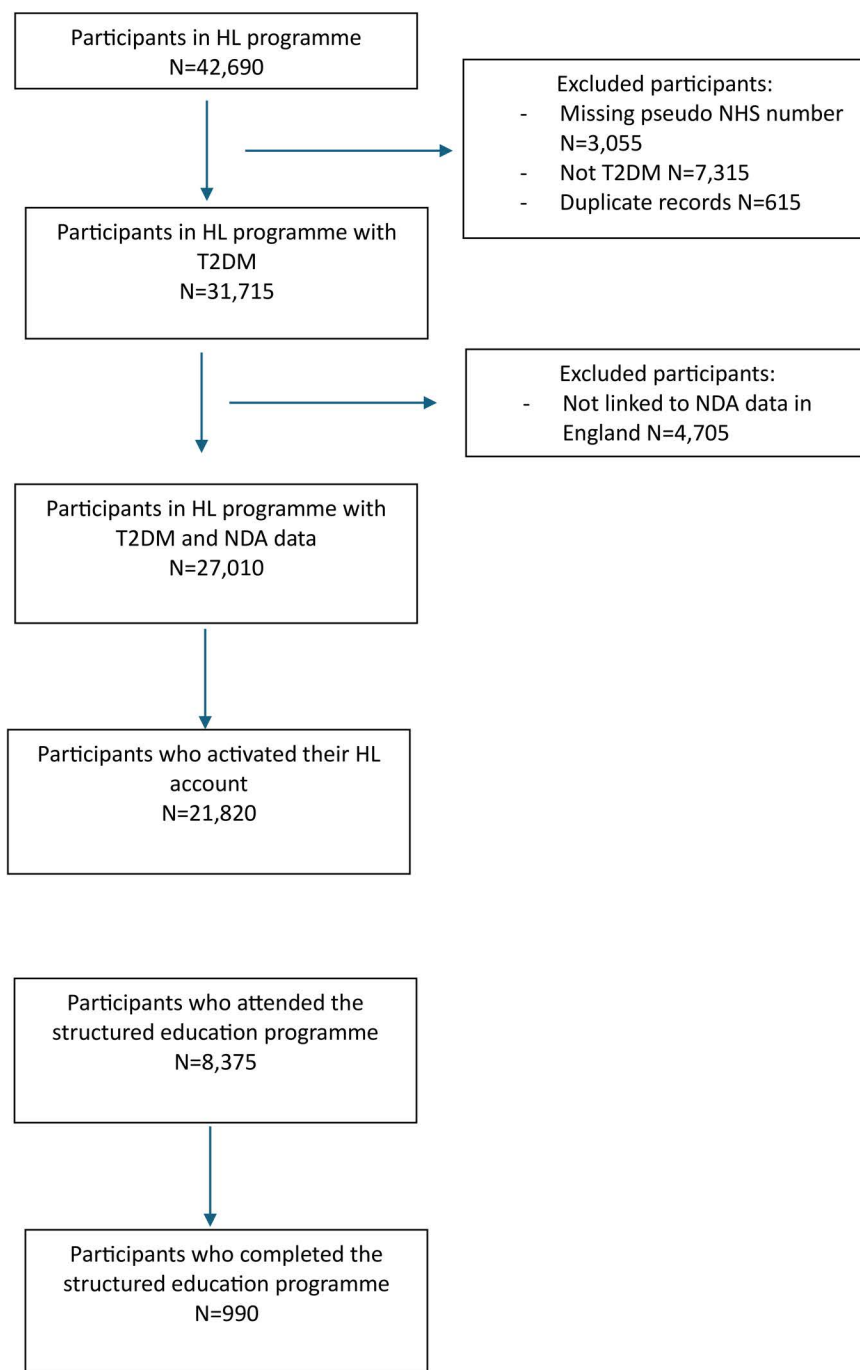 Participants in HL programme
N=42,690
Excluded participants:
- Missing pseudo NHS number
N=3,055
- Not T2DM N=7,315
- Duplicate records N=615
Participants in HL programme with
T2DM
N=31,715
Excluded participants:
- Not linked to NDA data in
England N=4,705
Participants in HL programme with
T2DM and NDA data
N=27,010
Participants who activated their HL
account
N=21,820
Participants who attended the
structured education programme
N=8,375
Participants who completed the
structured education programme
N=990